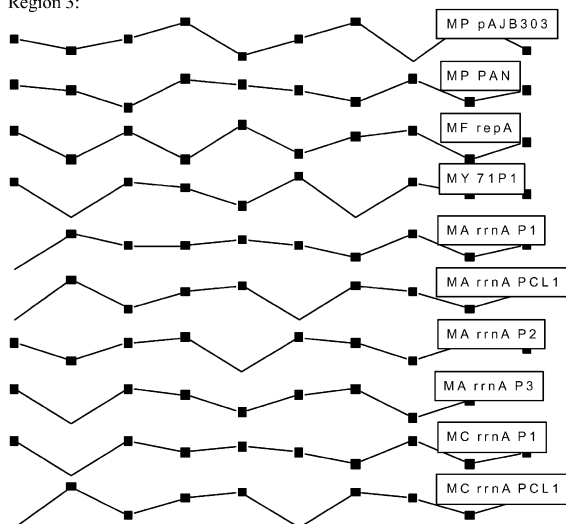 Region 3:
MP pAJB303
MP PAN
MF repA
MY 71P1
MA rrnA P1
MA rrnA PCL1
MA rrnA P2
MA rrnA P3
MC rrnA P1
MC rrnA PCL1